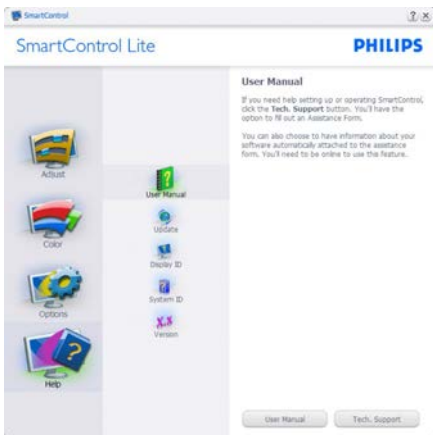 SmartControl
? X
SmartControl Lite
PHILIPS
Adjust
Color
Options
Help
User Manual
Update
Display ID
System ID
Version
User Manual
If you need help setting up or operating SmartControl,
click the Tech. Support button. You'll have the
option to fill out an Assistance Form.
You can also choose to have information about your
software automatically attached to the assistance
form. You'll need to be online to use this feature.
User Manual
Tech. Support